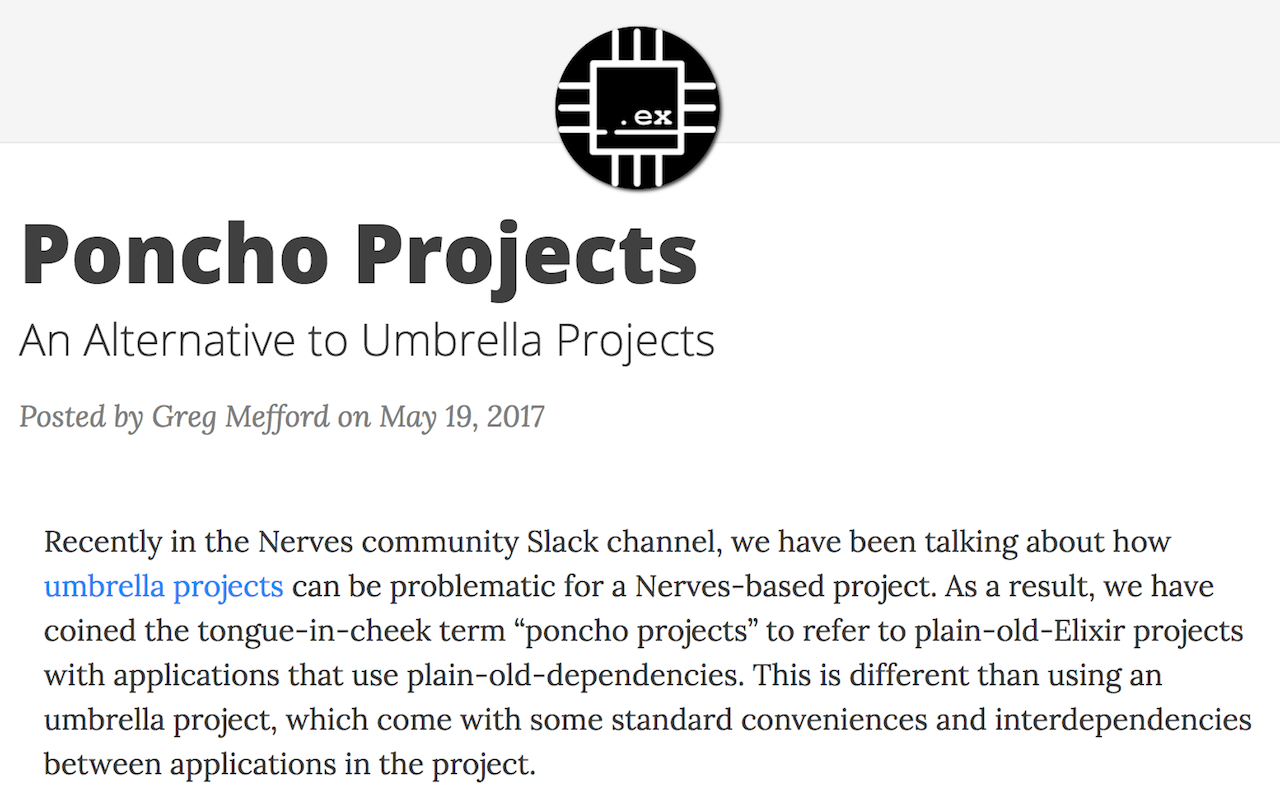 .ex
Poncho Projects
An Alternative to Umbrella Projects
Posted by Greg Mefford on May 19, 2017
Recently in the Nerves community Slack channel, we have been talking about how
umbrella projects can be problematic for a Nerves-based project. As a result, we have
coined the tongue-in-cheek term “poncho projects” to refer to plain-old-Elixir projects
with applications that use plain-old-dependencies. This is different than using an
umbrella project, which come with some standard conveniences and interdependencies
between applications in the project.